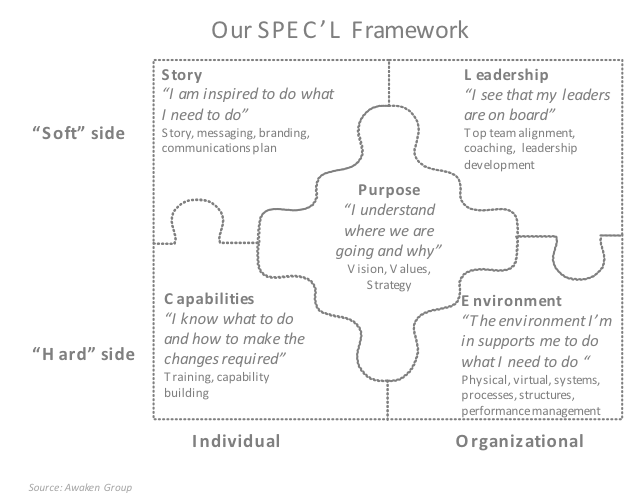 Our SPEC’L Framework
“Soft” side
Story
“I am inspired to do what
I need to do”
Story, messaging, branding,
communications plan
Leadership
“I see that my leaders
are on board”
Top team alignment,
coaching, leadership
development
Purpose
“I understand
where we are
going and why”
Vision, Values,
Strategy
“Hard” side
Capabilities
“I know what to do
and how to make the
changes required”
Training, capability
building
Environment
“The environment I’m
in supports me to do
what I need to do “
Physical, virtual, systems,
processes, structures,
performance management
Individual
Organizational
Source: Awaken Group